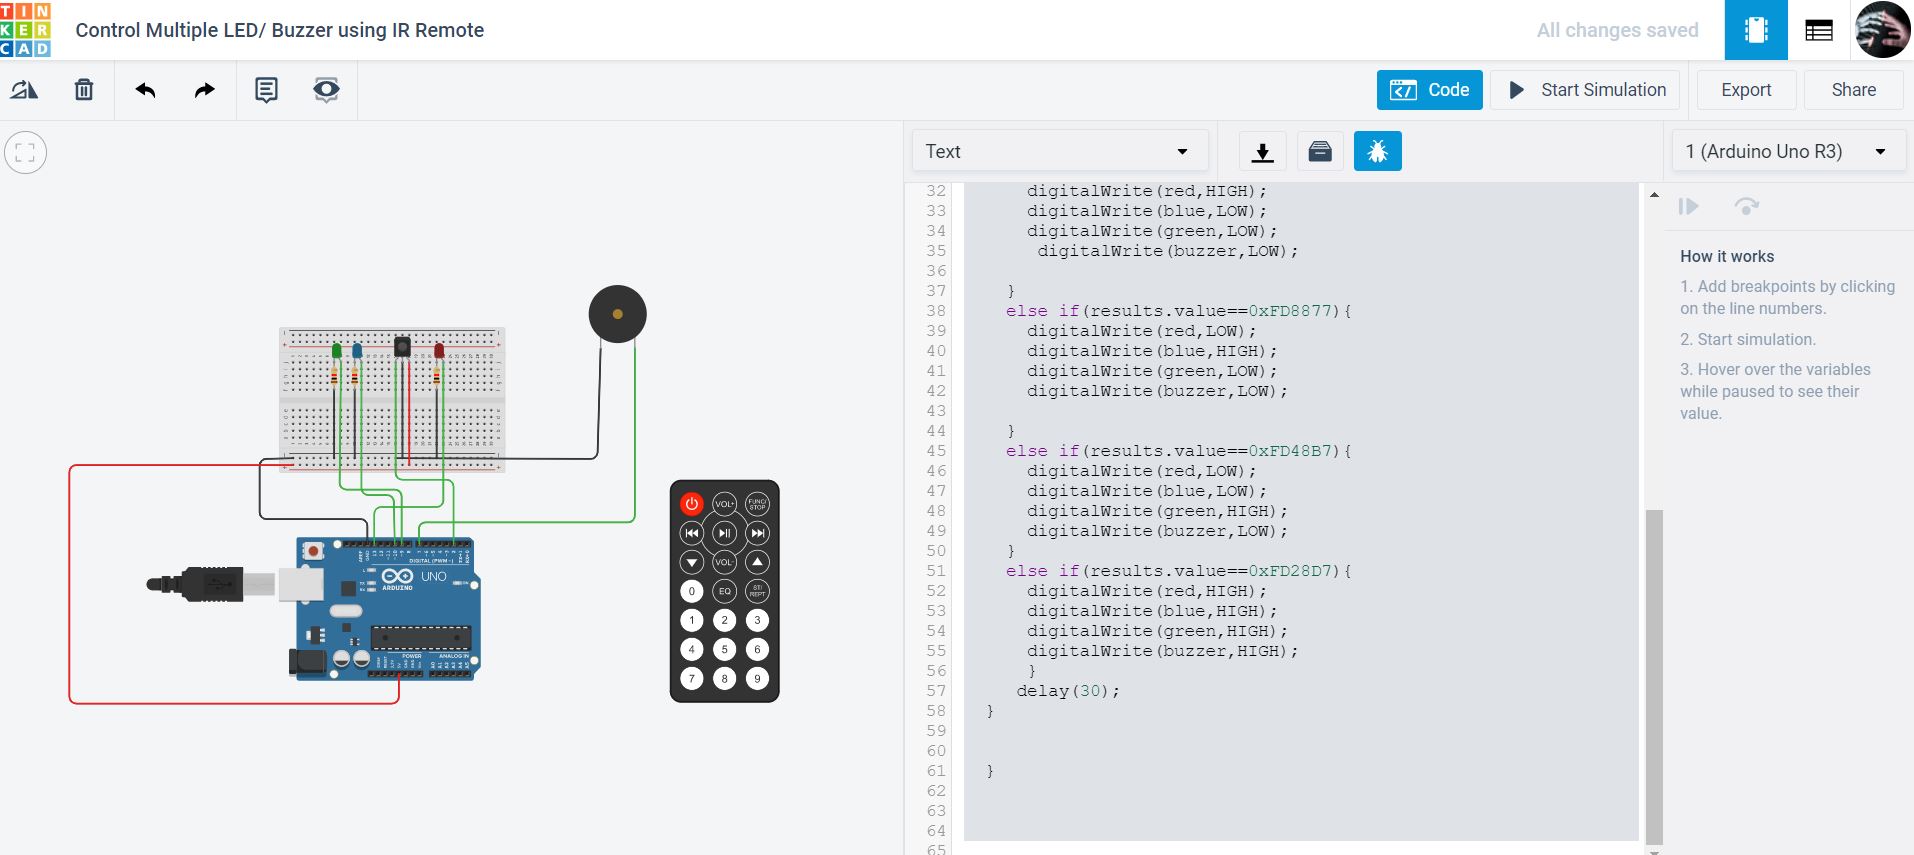 TIN
KER
CAD
Control Multiple LED/ Buzzer using IR Remote
All changes saved
Code
Start Simulation
Export
Share
Text
1 (Arduino Uno R3)
32 digitalWrite(red,HIGH);
33 digitalWrite(blue,LOW);
34 digitalWrite(green,LOW);
35 digitalWrite(buzzer,LOW);
36
37 }
38 else if(results.value==0xFD8877){
39 digitalWrite(red,LOW);
40 digitalWrite(blue,HIGH);
41 digitalWrite(green,LOW);
42 digitalWrite(buzzer,LOW);
43
44 }
45 else if(results.value==0xFD48B7){
46 digitalWrite(red,LOW);
47 digitalWrite(blue,LOW);
48 digitalWrite(green,HIGH);
49 digitalWrite(buzzer,LOW);
50 }
51 else if(results.value==0xFD28D7){
52 digitalWrite(red,HIGH);
53 digitalWrite(blue,HIGH);
54 digitalWrite(green,HIGH);
55 digitalWrite(buzzer,HIGH);
56 }
57 delay(30);
58 }
59
60
61 }
62
63
64
65
How it works
1. Add breakpoints by clicking
on the line numbers.
2. Start simulation.
3. Hover over the variables
while paused to see their
value.
DIGITAL (PWM~)
UNO
ARDUINO
POWER
ANALOG IN
VOL+
FUNC/
STOP
VOL-
0 EQ ST/
REPT
1 2 3
4 5 6
7 8 9